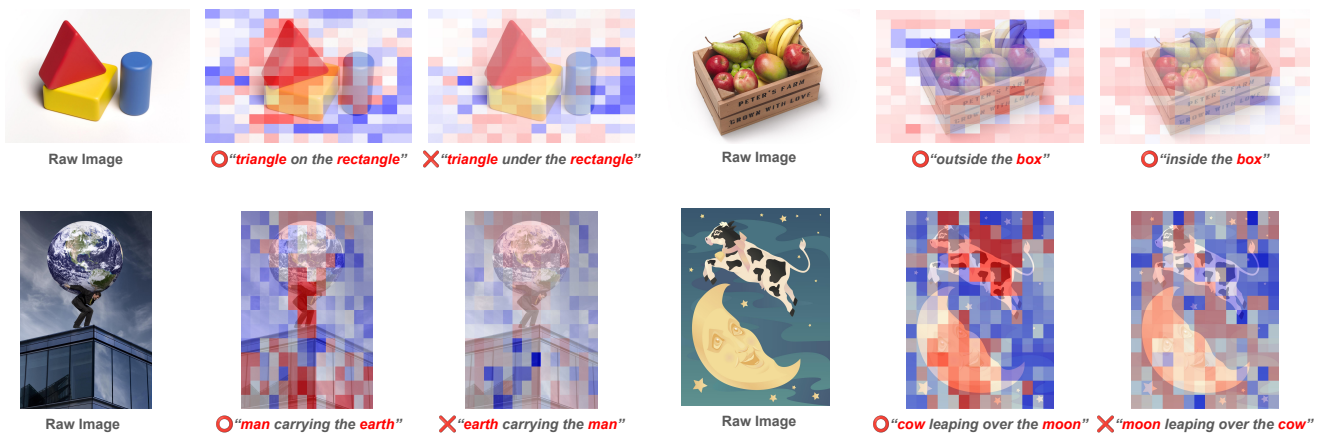 PETER'S FARM
GROWN WITH LOVE
Raw Image
"triangle on the rectangle"
"triangle under the rectangle"
Raw Image
"outside the box"
"inside the box"
Raw Image
"man carrying the earth"
"earth carrying the man"
Raw Image
"cow leaping over the moon"
"moon leaping over the cow"